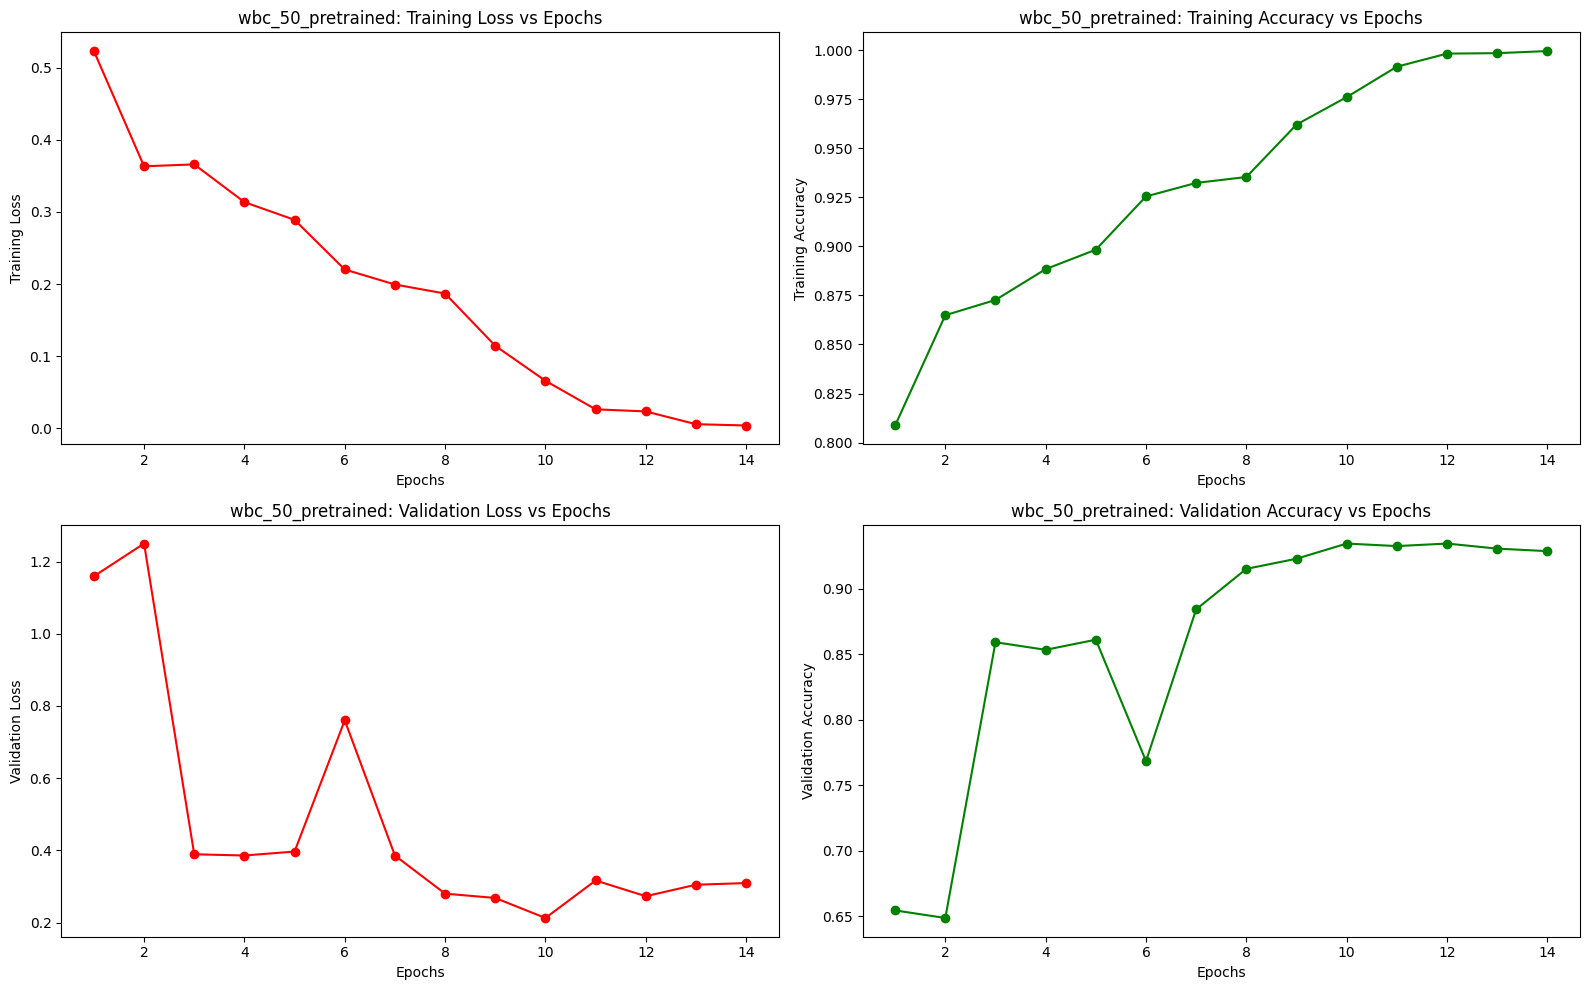 wbc_50_pretrained: Training Loss vs Epochs
Training Loss
0.5
0.4
0.3
0.2
0.1
0.0
2 4 6 8 10 12 14
Epochs
wbc_50_pretrained: Training Accuracy vs Epochs
Training Accuracy
1.000
0.975
0.950
0.925
0.900
0.875
0.850
0.825
0.800
2 4 6 8 10 12 14
Epochs
wbc_50_pretrained: Validation Loss vs Epochs
Validation Loss
1.2
1.0
0.8
0.6
0.4
0.2
2 4 6 8 10 12 14
Epochs
wbc_50_pretrained: Validation Accuracy vs Epochs
Validation Accuracy
0.90
0.85
0.80
0.75
0.70
0.65
2 4 6 8 10 12 14
Epochs